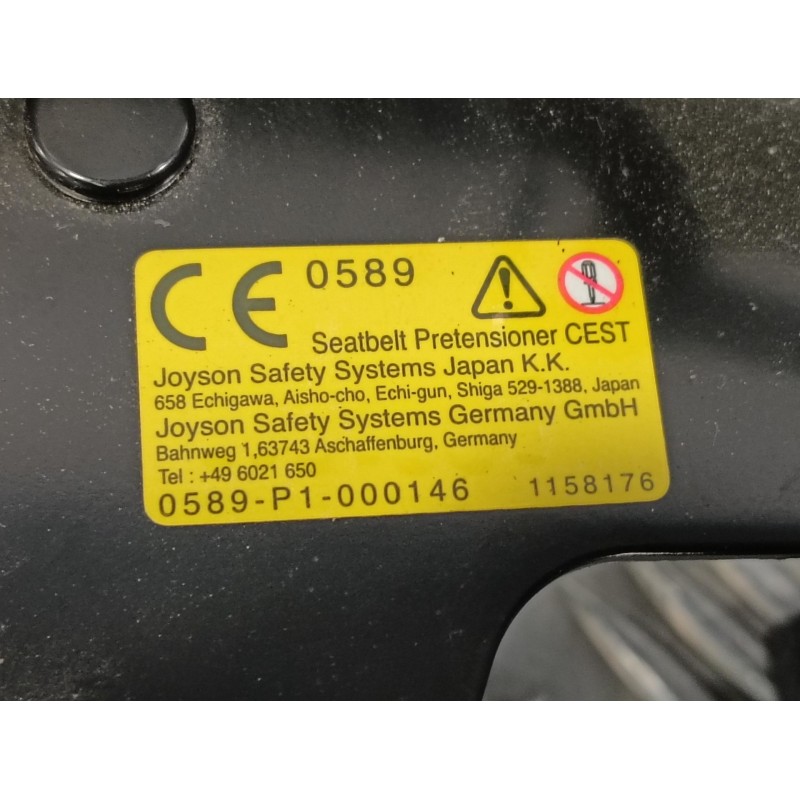 CE 0589
Seatbelt Pretensioner CEST
Joyson Safety Systems Japan K.K.
658 Echigawa, Aisho-cho, Echi-gun, Shiga 529-1388, Japan
Joyson Safety Systems Germany GmbH
Bahnweg 1,63743 Aschaffenburg, Germany
Tel : +49 6021 650
0589-P1-000146 1158176